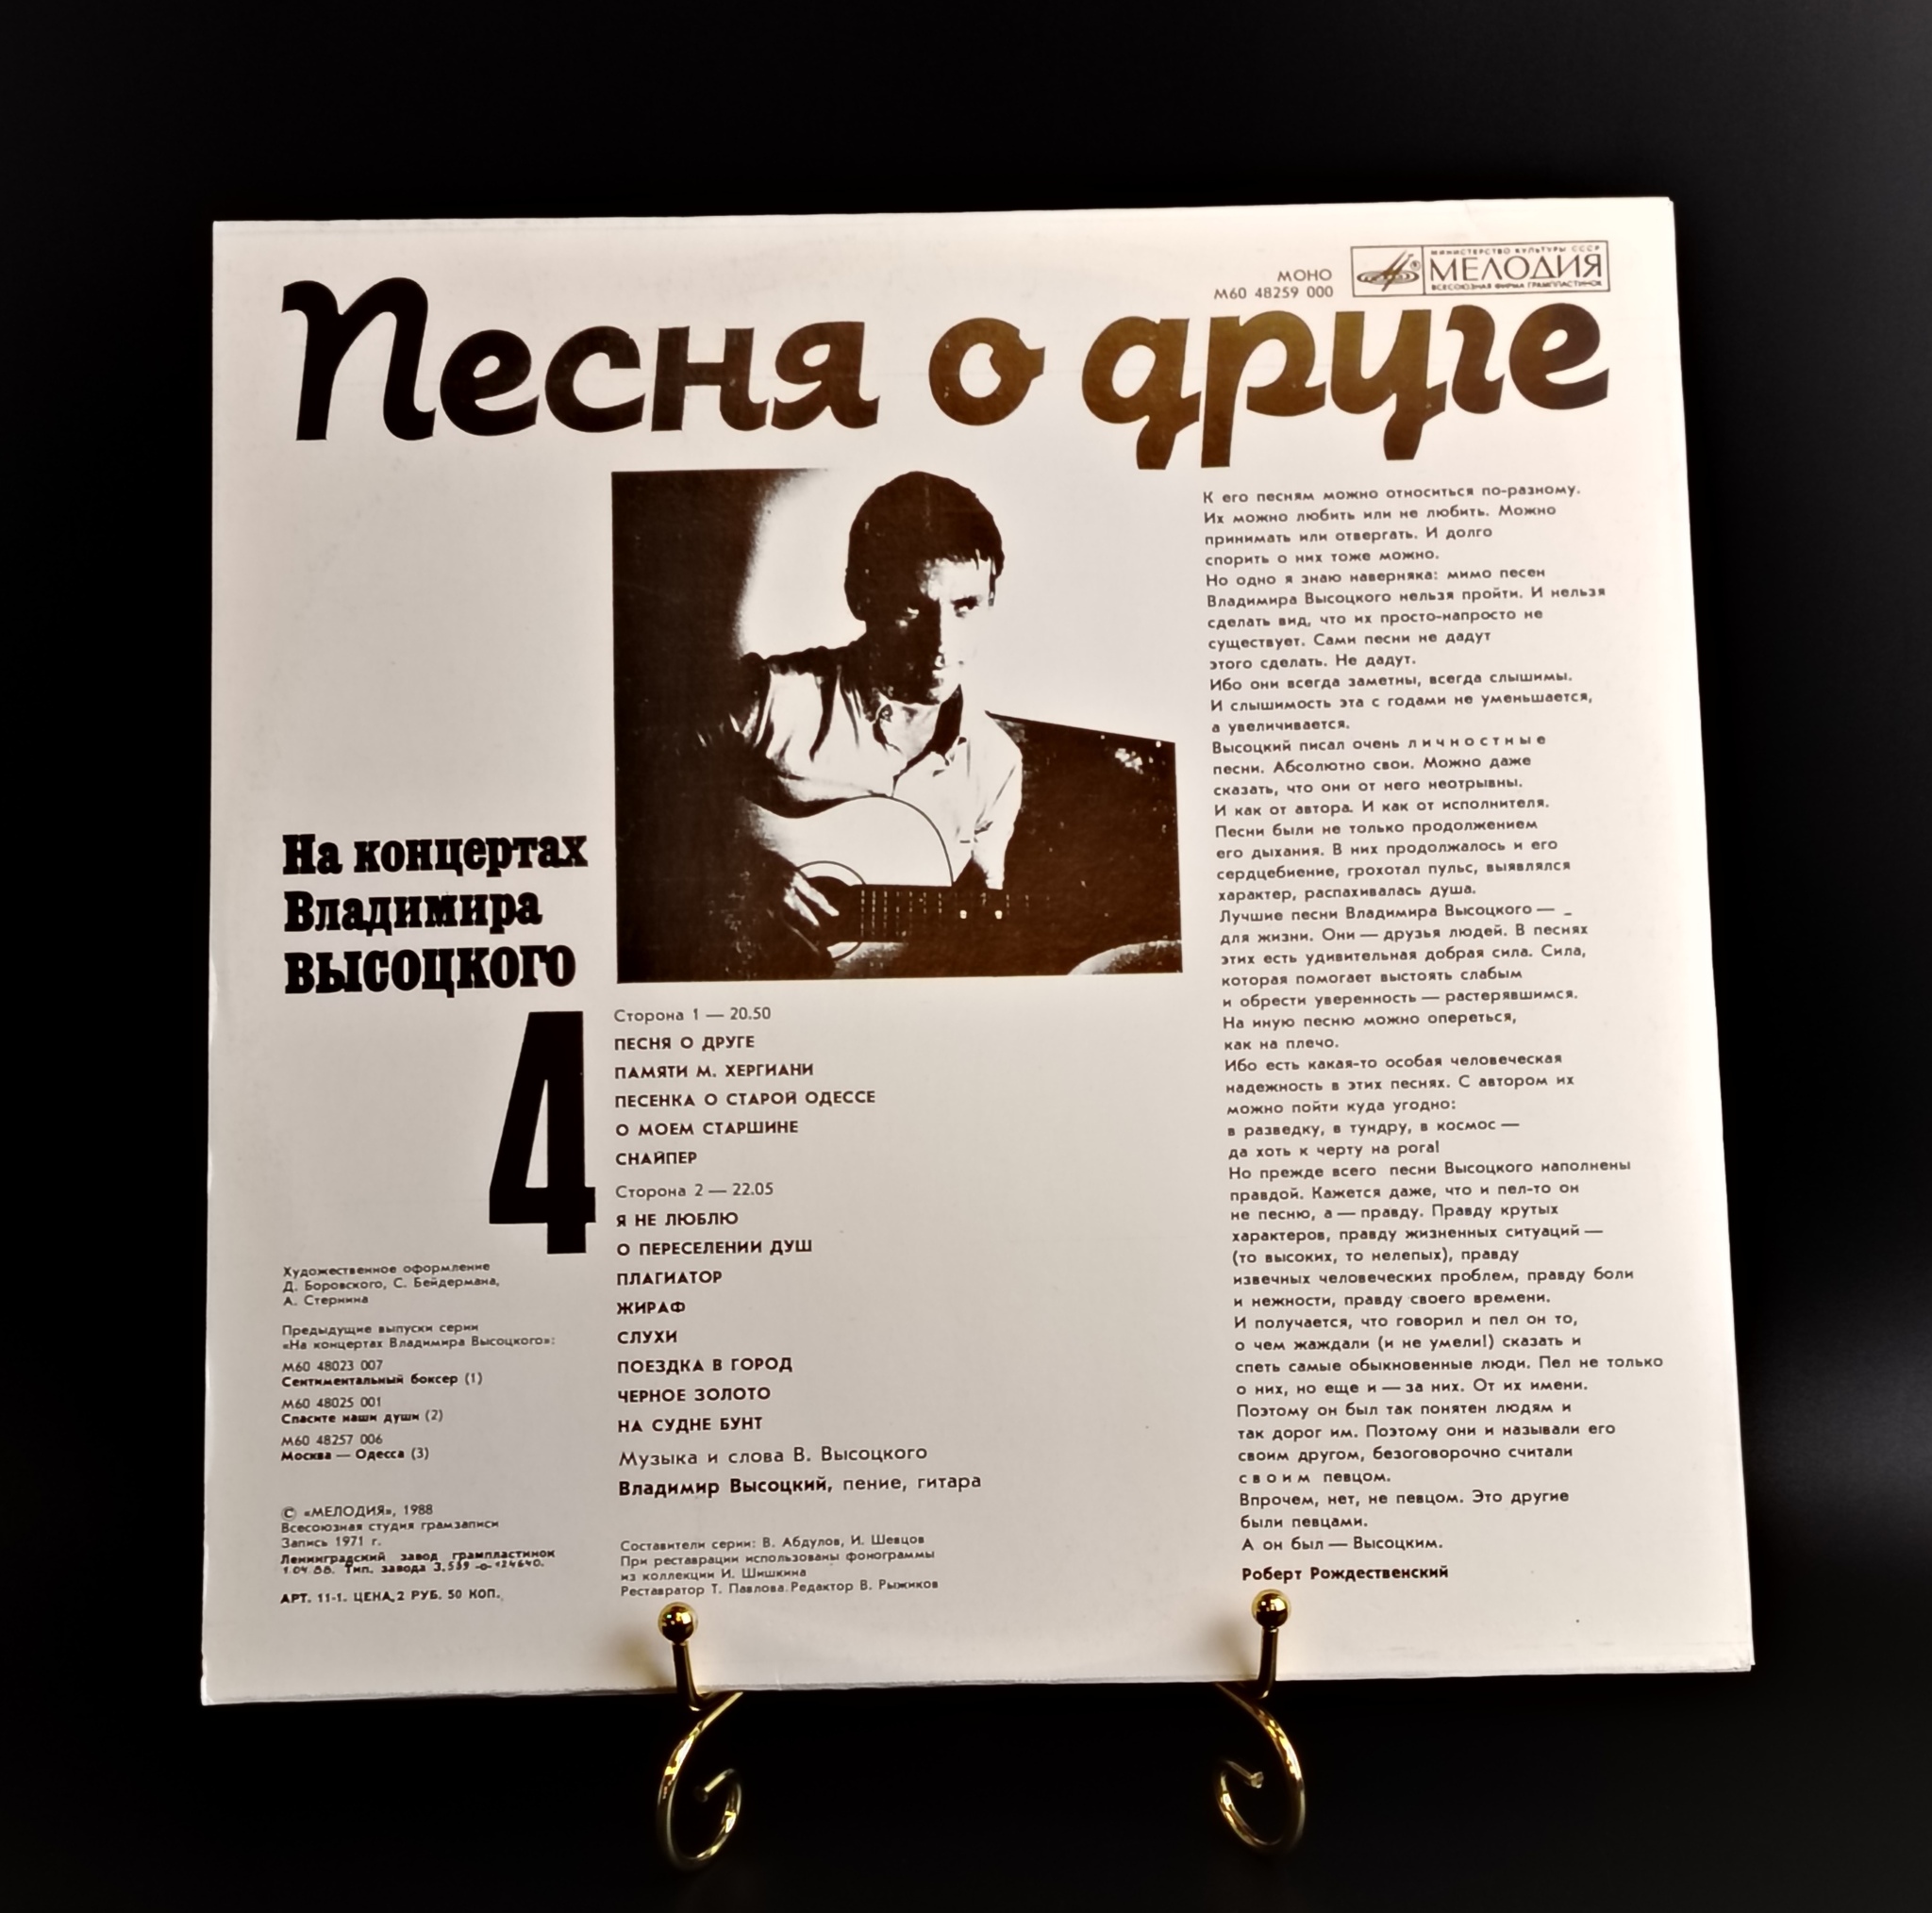 МОНО
М60 48259 000
МИНИСТЕРСТВО КУЛЬТУРЫ СССР
МЕЛОДИЯ
ВСЕСОЮЗНАЯ ФИРМА ГРАМПЛАСТИНОК
Песня о друге
На концертах
Владимира
ВЫСОЦКОГО
4
Художественное оформление
Д. Боровского, С. Бейдермана,
А. Стернина
Предыдущие выпуски серии
«На концертах Владимира Высоцкого»:
М60 48023 007
Сентиментальный боксер (1)
М60 48025 001
Спасите наши души (2)
М60 48257 006
Москва — Одесса (3)
© «МЕЛОДИЯ», 1988
Всесоюзная студия грамзаписи
Запись 1971 г.
Ленинградский завод грампластинок
Тип. завода
АРТ. 11-1. ЦЕНА 2 РУБ. 50 КОП.
Сторона 1 — 20.50
ПЕСНЯ О ДРУГЕ
ПАМЯТИ М. ХЕРГИАНИ
ПЕСЕНКА О СТАРОЙ ОДЕССЕ
О МОЕМ СТАРШИНЕ
СНАЙПЕР
Сторона 2 — 22.05
Я НЕ ЛЮБЛЮ
О ПЕРЕСЕЛЕНИИ ДУШ
ПЛАГИАТОР
ЖИРАФ
СЛУХИ
ПОЕЗДКА В ГОРОД
ЧЕРНОЕ ЗОЛОТО
НА СУДНЕ БУНТ
Музыка и слова В. Высоцкого
Владимир Высоцкий, пение, гитара
Составители серии: В. Абдулов, И. Шевцов
При реставрации использованы фонограммы
из коллекции И. Шишкина
Реставратор Т. Павлова. Редактор В. Рыжиков
К его песням можно относиться по-разному.
Их можно любить или не любить. Можно
принимать или отвергать. И долго
спорить о них тоже можно.
Но одно я знаю наверняка: мимо песен
Владимира Высоцкого нельзя пройти. И нельзя
сделать вид, что их просто-напросто не
существует. Сами песни не дадут
этого сделать. Не дадут.
Ибо они всегда заметны, всегда слышимы.
И слышимость эта с годами не уменьшается,
а увеличивается.
Высоцкий писал очень личностные
песни. Абсолютно свои. Можно даже
сказать, что они от него неотрывны.
И как от автора. И как от исполнителя.
Песни были не только продолжением
его дыхания. В них продолжалось и его
сердцебиение, грохотал пульс, выявлялся
характер, распахивалась душа.
Лучшие песни Владимира Высоцкого —
для жизни. Они — друзья людей. В песнях
этих есть удивительная добрая сила. Сила,
которая помогает выстоять слабым
и обрести уверенность — растерявшимся.
На иную песню можно опереться,
как на плечо.
Ибо есть какая-то особая человеческая
надежность в этих песнях. С автором их
можно пойти куда угодно:
в разведку, в тундру, в космос —
да хоть к черту на рога!
Но прежде всего песни Высоцкого наполнены
правдой. Кажется даже, что и пел-то он
не песню, а — правду. Правду крутых
характеров, правду жизненных ситуаций —
(то высоких, то нелепых), правду
извечных человеческих проблем, правду боли
и нежности, правду своего времени.
И получается, что говорил и пел он то,
о чем жаждали (и не умели!) сказать и
спеть самые обыкновенные люди. Пел не только
о них, но еще и — за них. От их имени.
Поэтому он был так понятен людям и
так дорог им. Поэтому они и называли его
своим другом, безоговорочно считали
своим певцом.
Впрочем, нет, не певцом. Это другие
были певцами.
А он был — Высоцким.
Роберт Рождественский